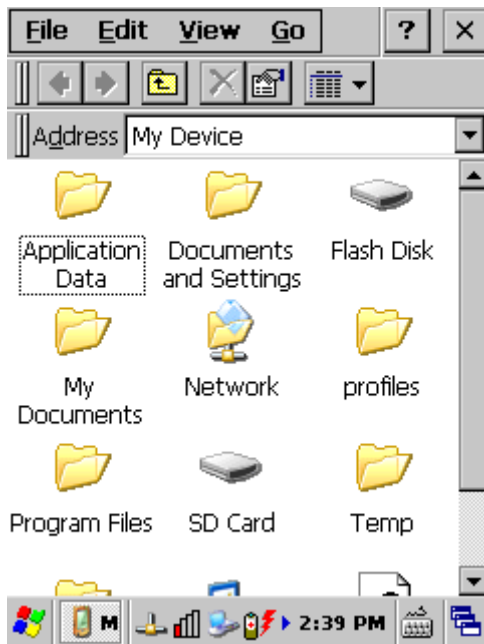 File Edit View Go ? ×
Address My Device
Application Data
Documents and Settings
Flash Disk
My Documents
Network
profiles
Program Files
SD Card
Temp
M 2:39 PM